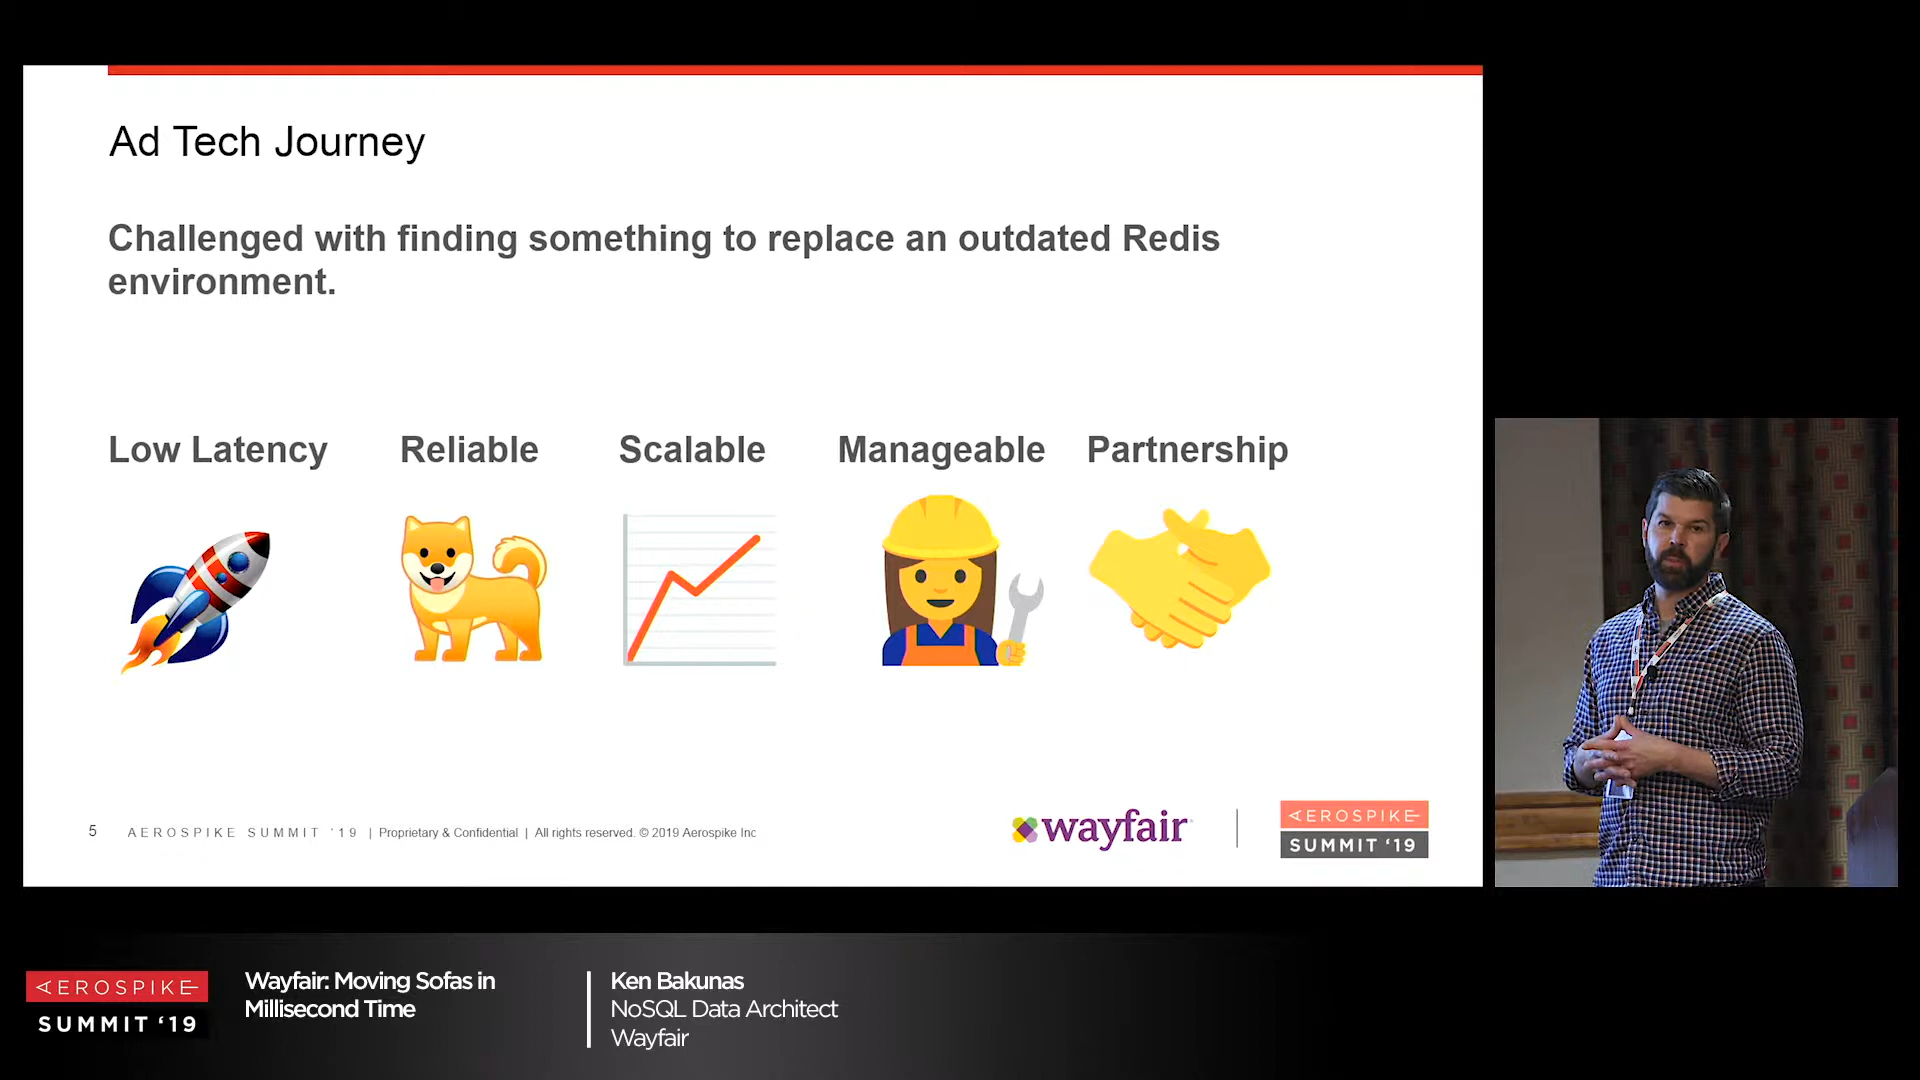 Ad Tech Journey
Challenged with finding something to replace an outdated Redis
environment.
Low Latency
Reliable
Scalable
Manageable
Partnership
5
AEROSPIKE SUMMIT '19 | Proprietary & Confidential | All rights reserved. © 2019 Aerospike Inc
wayfair
AEROSPIKE
SUMMIT '19
AEROSPIKE
SUMMIT '19
Wayfair: Moving Sofas in
Millisecond Time
Ken Bakunas
NoSQL Data Architect
Wayfair